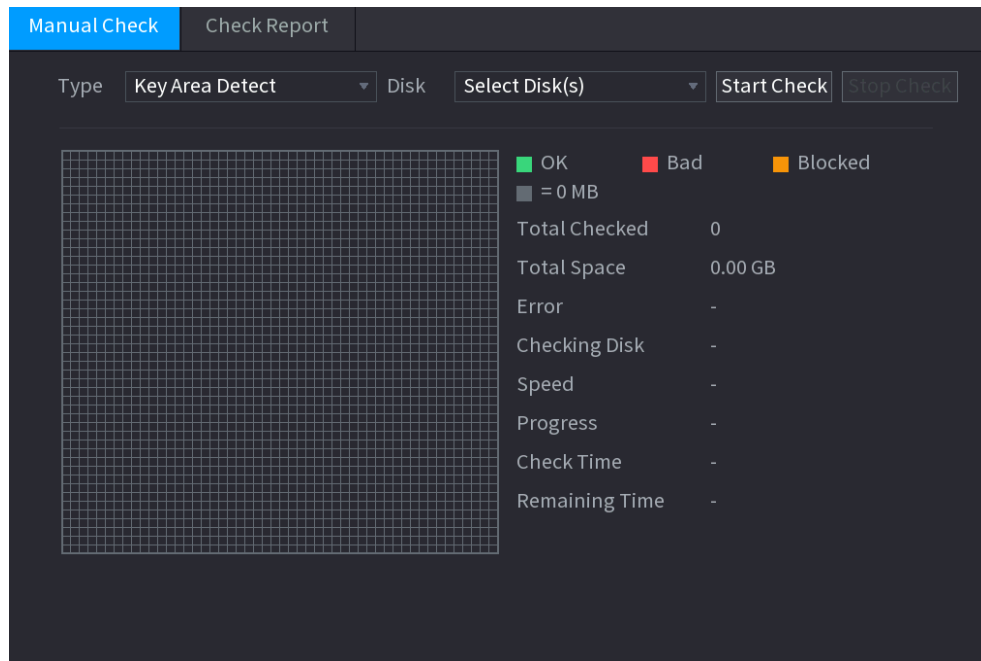 Manual Check Check Report
Type Key Area Detect Disk Select Disk(s) Start Check Stop Check
OK Bad Blocked
= 0 MB
Total Checked 0
Total Space 0.00 GB
Error -
Checking Disk -
Speed -
Progress -
Check Time -
Remaining Time -